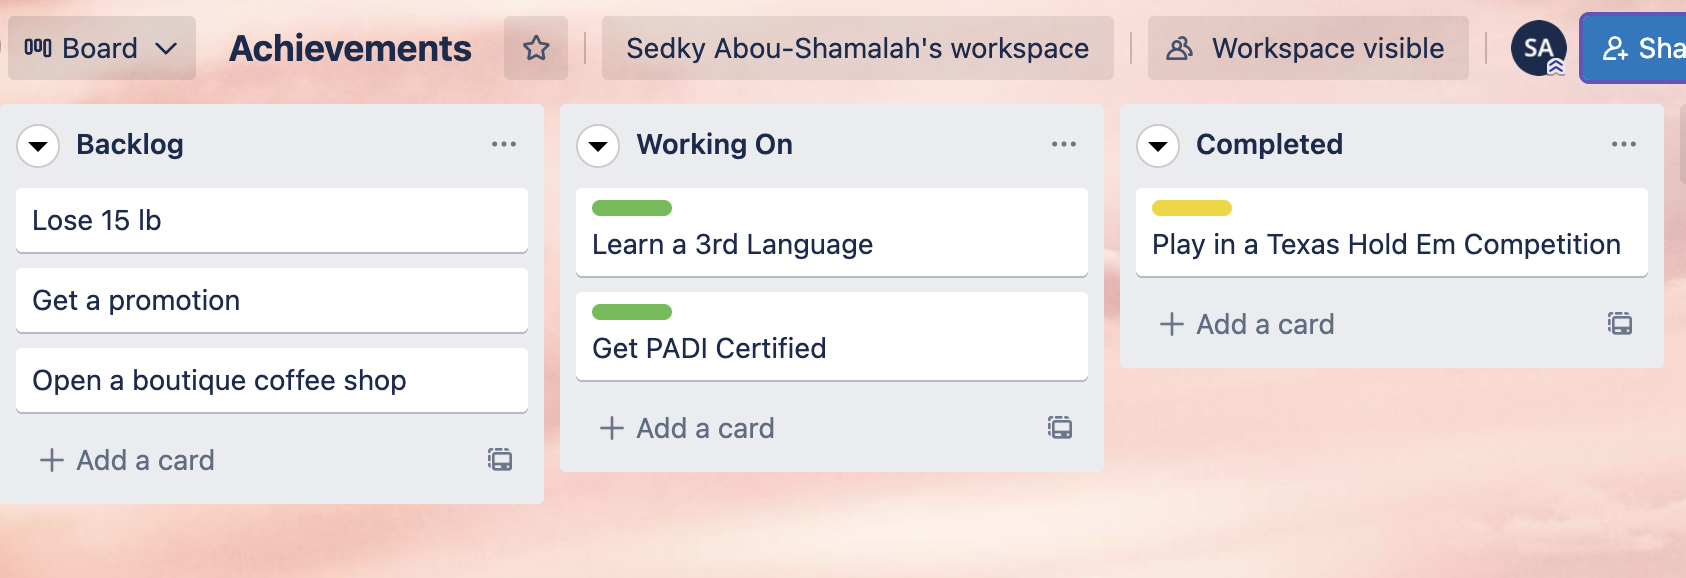 Board
Achievements
Sedky Abou-Shamalah's workspace
Workspace visible
SA
Sha
Backlog
Lose 15 lb
Get a promotion
Open a boutique coffee shop
+ Add a card
Working On
Learn a 3rd Language
Get PADI Certified
+ Add a card
Completed
Play in a Texas Hold Em Competition
+ Add a card